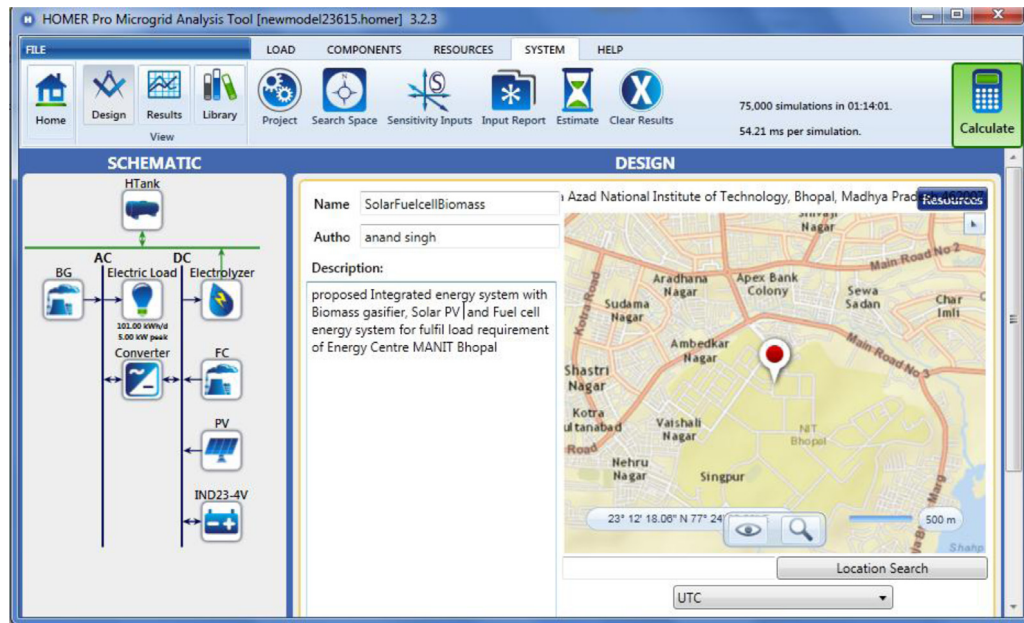 HOMER Pro Microgrid Analysis Tool [newmodel23615.homer] 3.2.3
FILE
LOAD COMPONENTS RESOURCES SYSTEM HELP
Home
Design Results Library
View
Project Search Space Sensitivity Inputs Input Report Estimate Clear Results
75,000 simulations in 01:14:01.
54.21 ms per simulation.
Calculate
SCHEMATIC
HTank
AC DC
BG Electric Load Electrolyzer
101.00 kWh/d
5.00 kW peak
Converter FC
PV
IND23-4V
DESIGN
Name SolarFuelcellBiomass
Autho anand singh
Description:
proposed Integrated energy system with
Biomass gasifier, Solar PV and Fuel cell
energy system for fulfil load requirement
of Energy Centre MANIT Bhopal
Azad National Institute of Technology, Bhopal, Madhya Prad
Resources
Shivaji
Nagar
Main Road No 2
Aradhana
Nagar
Apex Bank
Colony
Sewa
Sadan
Char
Imli
Kotra Road
Sudama
Nagar
Ambedkar
Nagar
Main Road No 3
Shastri
Nagar
Kotra
ultanabad
Road
Vaishali
Nagar
NIT
Bhopal
Nehru
Nagar
Singpur
Marg
23° 12' 18.06" N 77° 24'
500 m
Shahp
Location Search
UTC